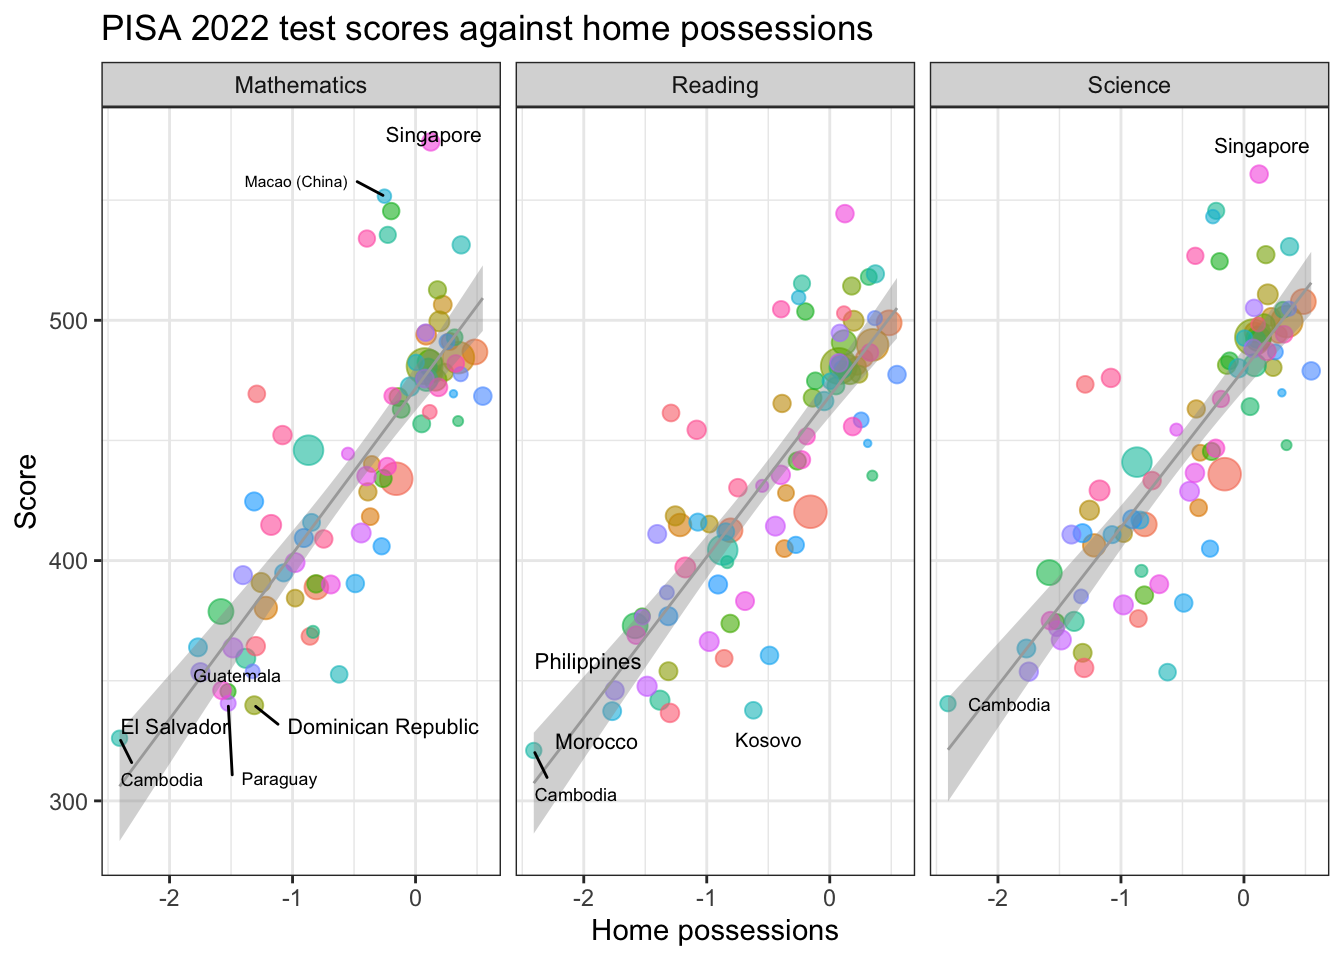 PISA 2022 test scores against home possessions
Mathematics
Reading
Science
Singapore
Macao (China)
Guatemala
El Salvador
Dominican Republic
Cambodia
Paraguay
Philippines
Morocco
Kosovo
Cambodia
Singapore
Cambodia
Score
500
400
300
-2 -1 0
-2 -1 0
-2 -1 0
Home possessions